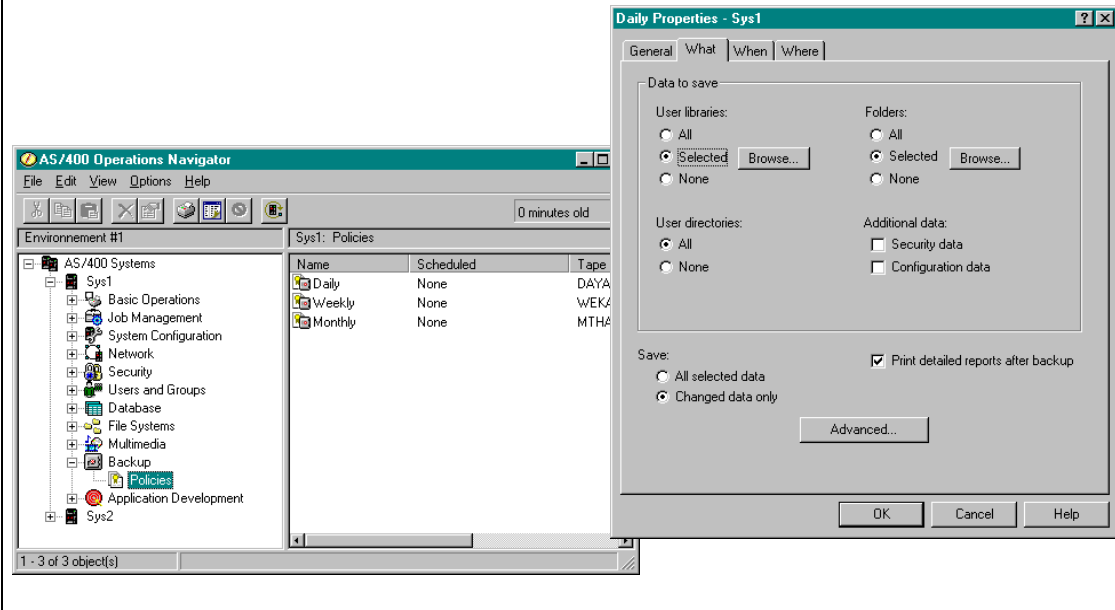 Daily Properties - Sys1
General What When Where
Data to save
User libraries: Folders:
All All
Selected Browse... Selected Browse...
None None
User directories: Additional data:
All Security data
None Configuration data
Save: Print detailed reports after backup
All selected data
Changed data only
Advanced...
OK Cancel Help
AS/400 Operations Navigator
File Edit View Options Help
0 minutes old
Environnement #1 Sys1: Policies
AS/400 Systems
Sys1
Basic Operations
Job Management
System Configuration
Network
Security
Users and Groups
Database
File Systems
Multimedia
Backup
Policies
Application Development
Sys2
Name Scheduled Tape
Daily None DAYA
Weekly None WEKA
Monthly None MTHA
1 - 3 of 3 object(s)